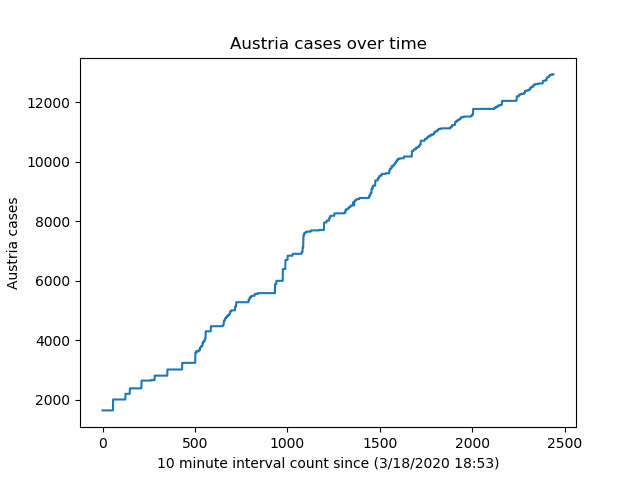 Austria cases over time
12000
10000
8000
6000
4000
2000
Austria cases
0 500 1000 1500 2000 2500
10 minute interval count since (3/18/2020 18:53)